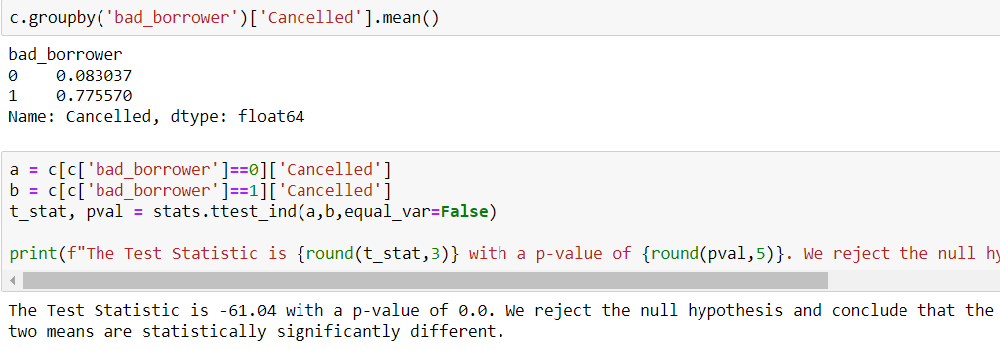 c.groupby('bad_borrower')['Cancelled'].mean()
bad_borrower
0    0.083037
1    0.775570
Name: Cancelled, dtype: float64
a = c[c['bad_borrower']==0]['Cancelled']
b = c[c['bad_borrower']==1]['Cancelled']
t_stat, pval = stats.ttest_ind(a,b,equal_var=False)
print(f"The Test Statistic is {round(t_stat,3)} with a p-value of {round(pval,5)}. We reject the null hy
The Test Statistic is -61.04 with a p-value of 0.0. We reject the null hypothesis and conclude that the
two means are statistically significantly different.